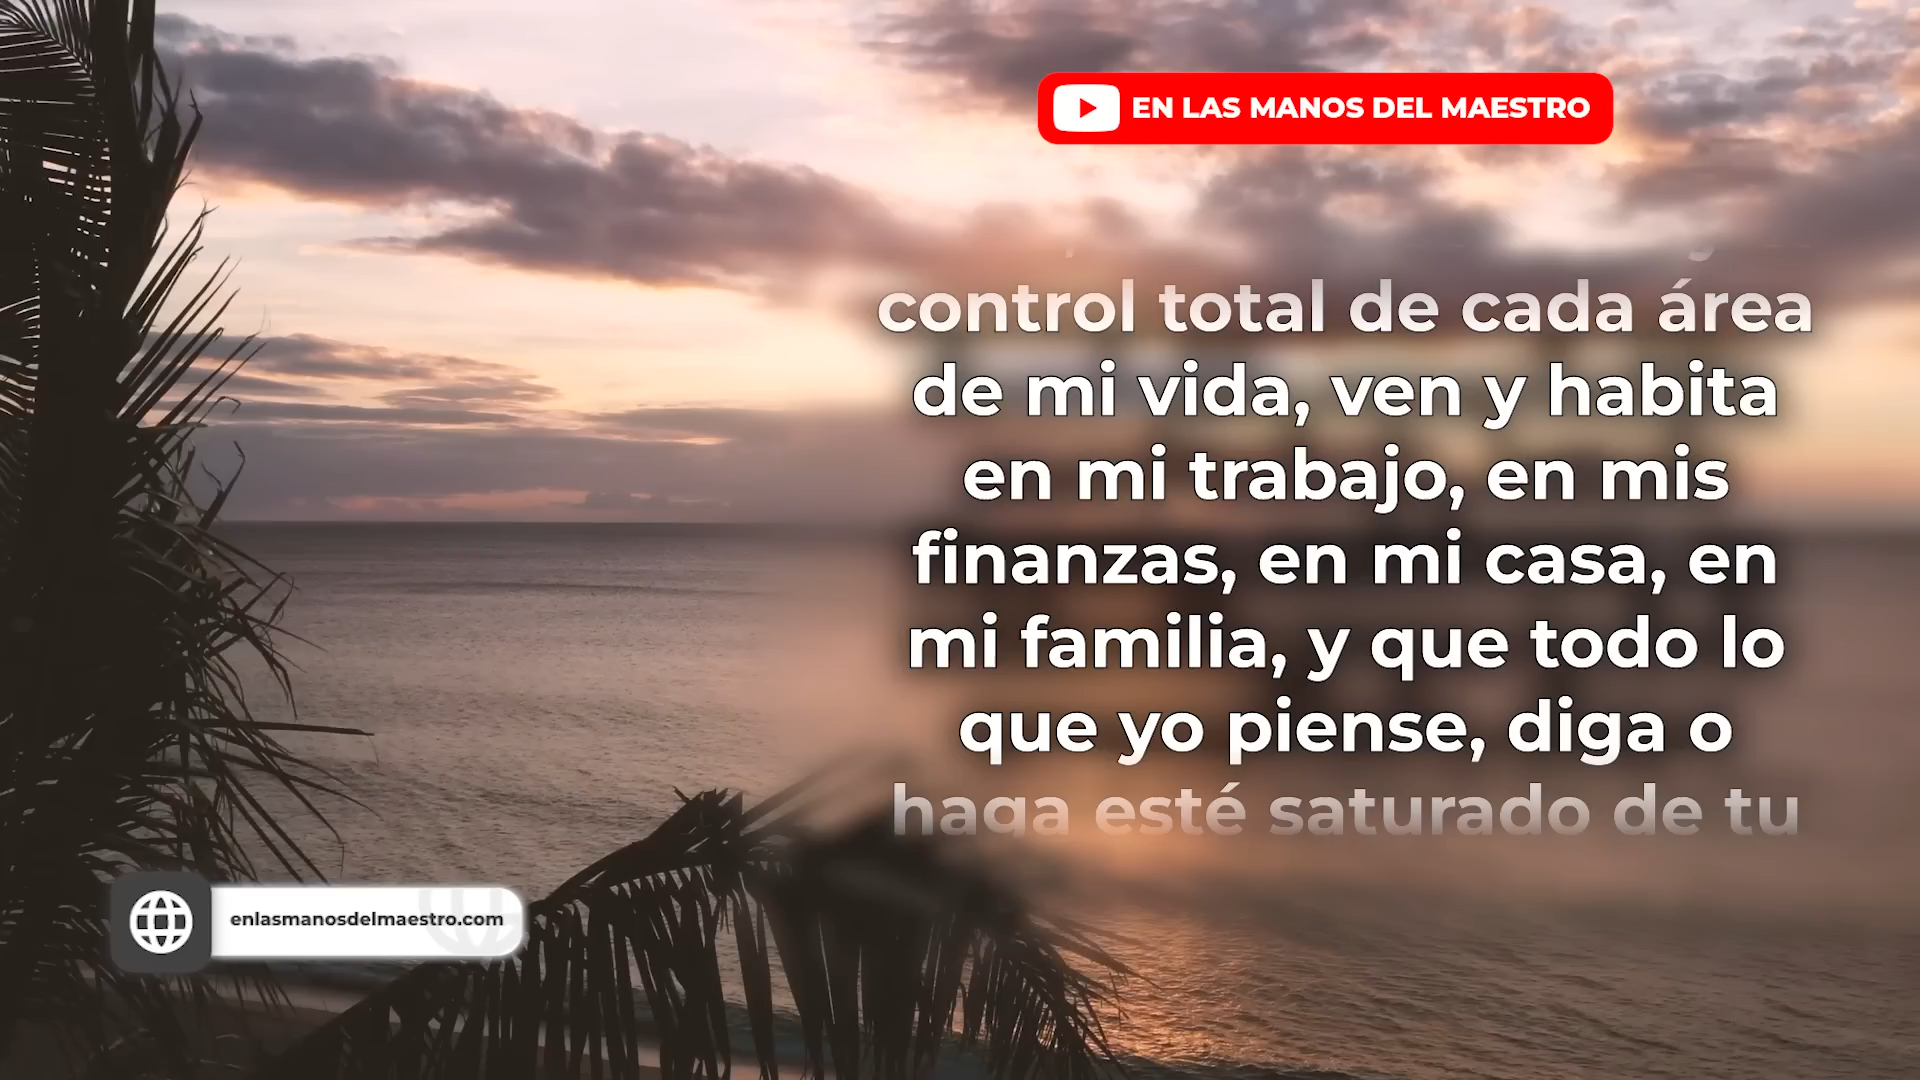 EN LAS MANOS DEL MAESTRO
control total de cada área
de mi vida, ven y habita
en mi trabajo, en mis
finanzas, en mi casa, en
mi familia, y que todo lo
que yo piense, diga o
haga esté saturado de tu
enlasmanosdelmaestro.com